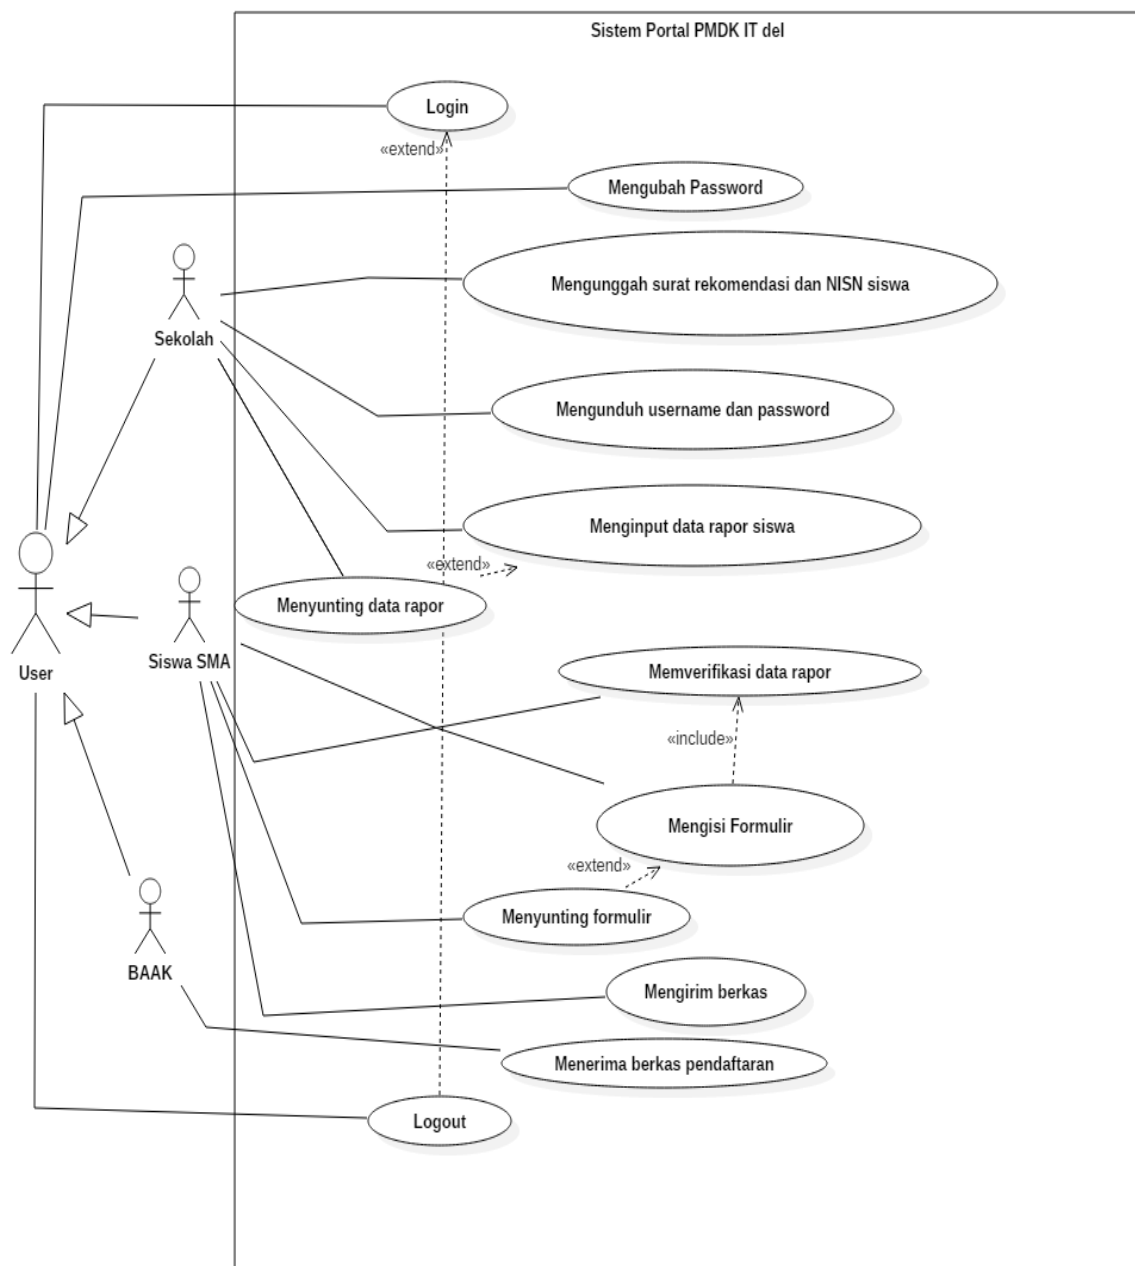 Sistem Portal PMDK IT del
Login
«extend»
Mengubah Password
Mengunggah surat rekomendasi dan NISN siswa
Sekolah
Mengunduh username dan password
Menginput data rapor siswa
«extend»
Menyunting data rapor
Siswa SMA
User
Memverifikasi data rapor
«include»
Mengisi Formulir
«extend»
Menyunting formulir
BAAK
Mengirim berkas
Menerima berkas pendaftaran
Logout